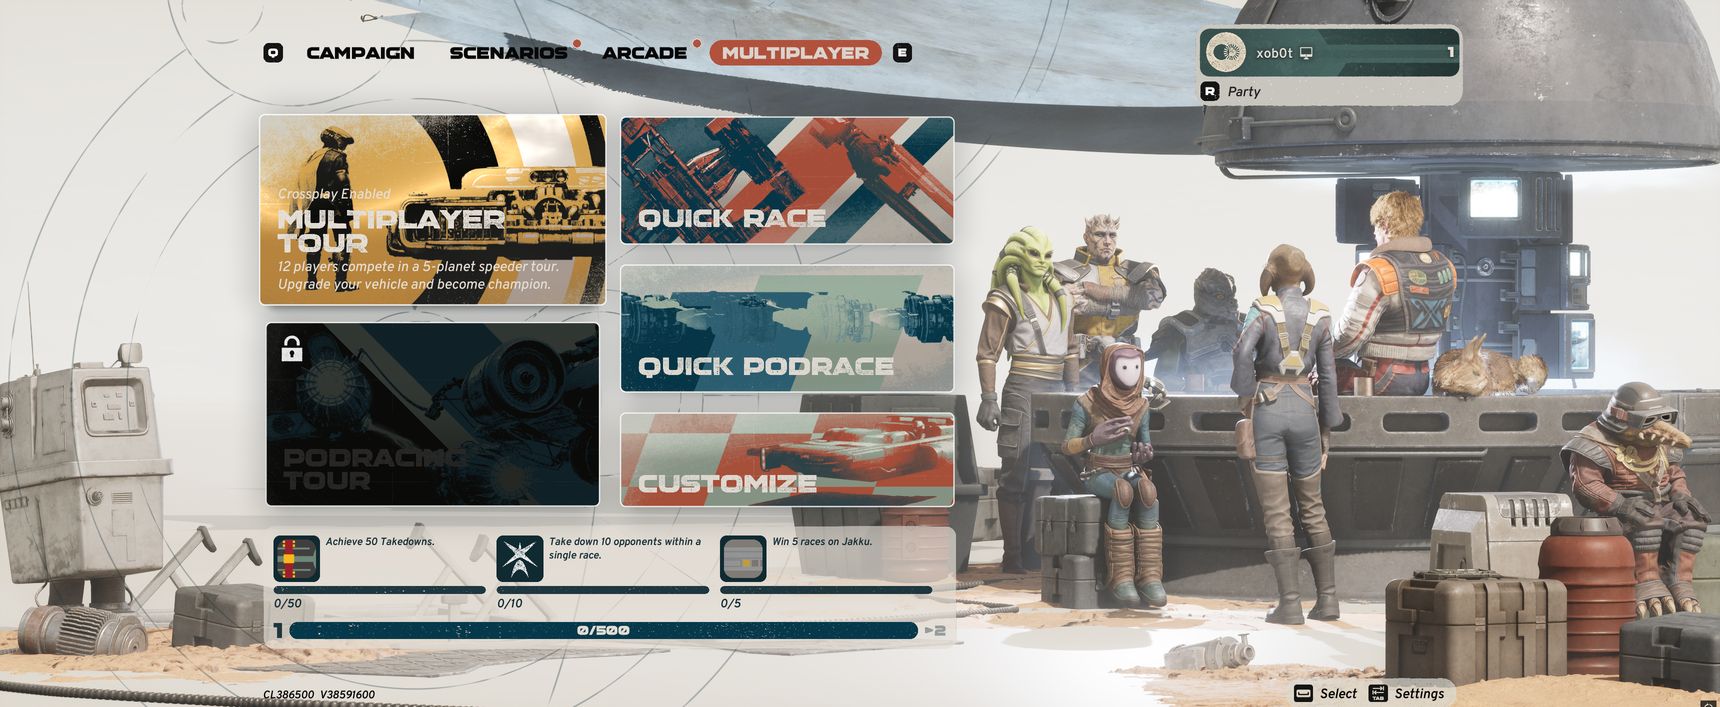 Q CAMPAIGN SCENARIOS ARCADE MULTIPLAYER E
xob0t 1
R Party
Crossplay Enabled
MULTIPLAYER
TOUR
12 players compete in a 5-planet speeder tour.
Upgrade your vehicle and become champion.
QUICK RACE
QUICK PODRACE
PODRACING
TOUR
CUSTOMIZE
Achieve 50 Takedowns.
0/50
Take down 10 opponents within a
single race.
0/10
Win 5 races on Jakku.
0/5
1 0/500 2
CL386500 V38591600
Select TAB Settings